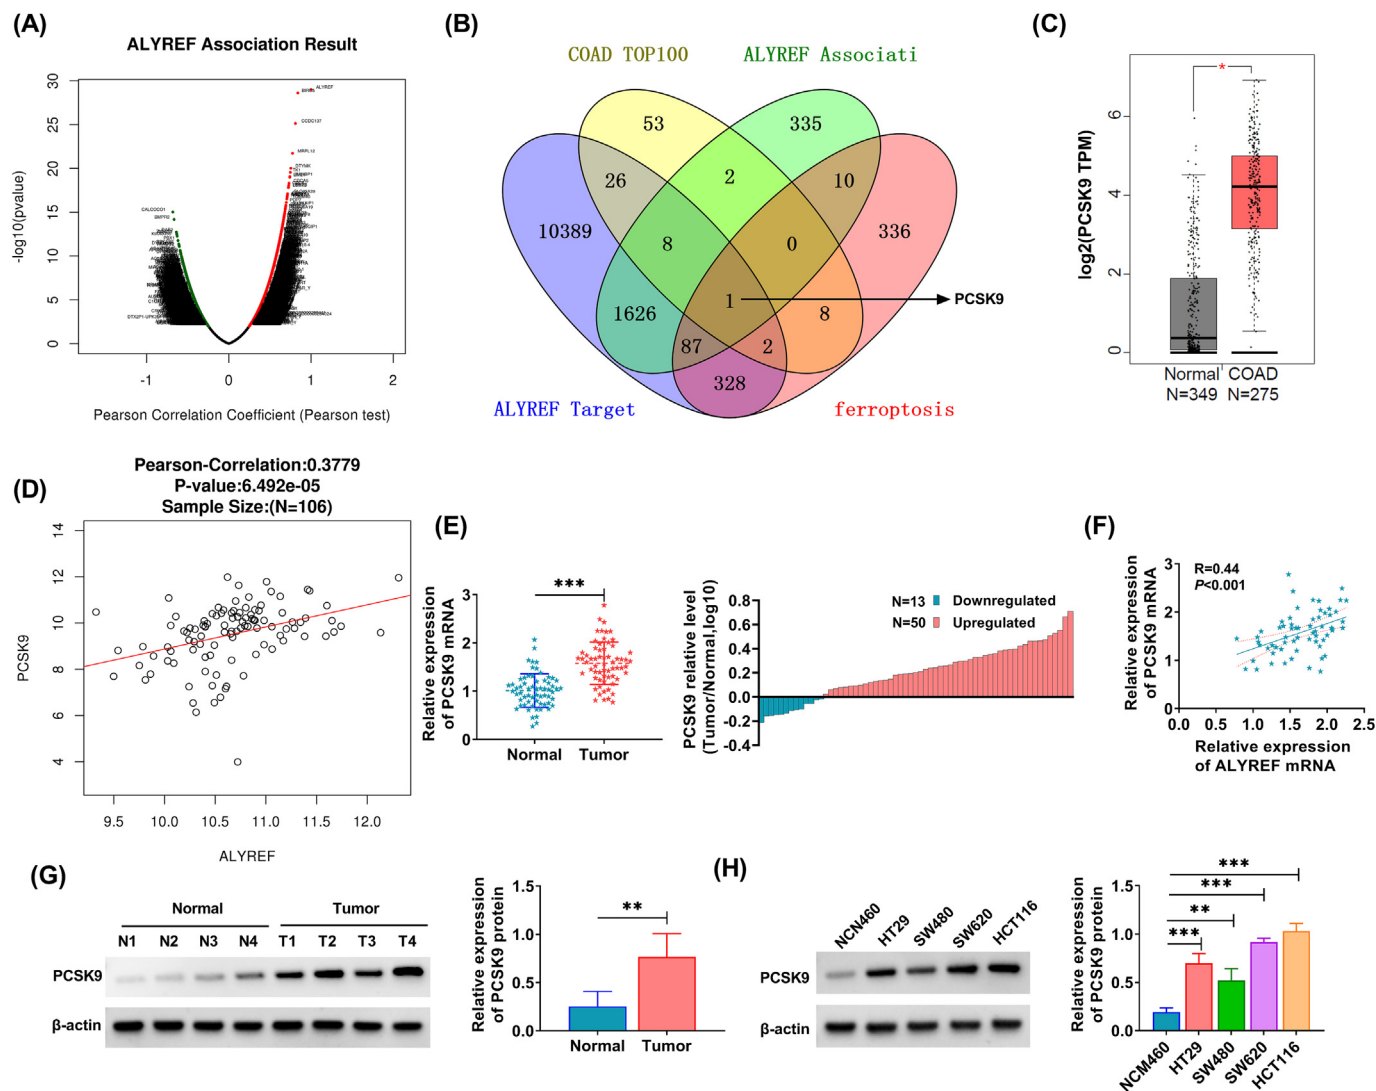 (A)
ALYREF Association Result
-log10(pvalue)
30
25
20
15
10
5
0
-1
0
1
2
Pearson Correlation Coefficient (Pearson test)
ALYREF
CCDC137
MRPL12
DTYMK
CALCOCO1
BMPR2
(B)
COAD TOP100
ALYREF Associati
53
335
26
2
10
10389
8
0
336
1
PCSK9
1626
8
87
2
328
ALYREF Target
ferroptosis
(C)
log2(PCSK9 TPM)
6
4
2
0
*
Normal
COAD
N=349
N=275
(D)
Pearson-Correlation:0.3779
P-value:6.492e-05
Sample Size:(N=106)
PCSK9
14
12
10
8
6
4
9.5
10.0
10.5
11.0
11.5
12.0
ALYREF
(E)
Relative expression
of PCSK9 mRNA
3
2
1
0
***
Normal
Tumor
PCSK9 relative level
(Tumor/Normal,log10)
0.8
0.6
0.4
0.2
0.0
-0.2
-0.4
N=13 Downregulated
N=50 Upregulated
(F)
Relative expression
of PCSK9 mRNA
3
2
1
0
R=0.44
P<0.001
0.0
0.5
1.0
1.5
2.0
2.5
Relative expression
of ALYREF mRNA
(G)
Normal
Tumor
N1 N2 N3 N4 T1 T2 T3 T4
PCSK9
β-actin
Relative expression
of PCSK9 protein
1.5
1.0
0.5
0.0
**
Normal
Tumor
(H)
NCN460
HT29
SW480
SW620
HCT116
PCSK9
β-actin
Relative expression
of PCSK9 protein
1.5
1.0
0.5
0.0
***
***
**
***
NCM460
HT29
SW480
SW620
HCT116